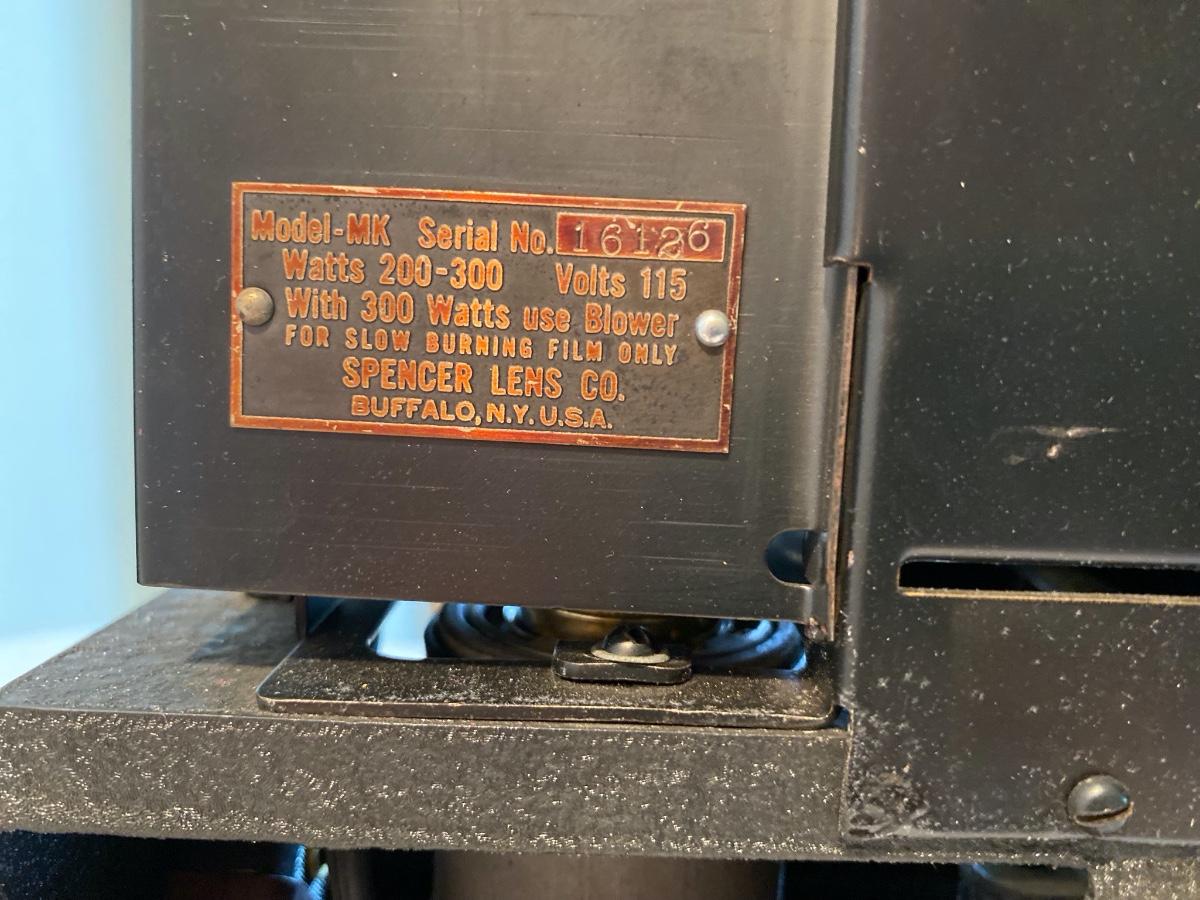 Model-MK Serial No. 16126
Watts 200-300 Volts 115
With 300 Watts use Blower
FOR SLOW BURNING FILM ONLY
SPENCER LENS CO.
BUFFALO, N.Y. U.S.A.